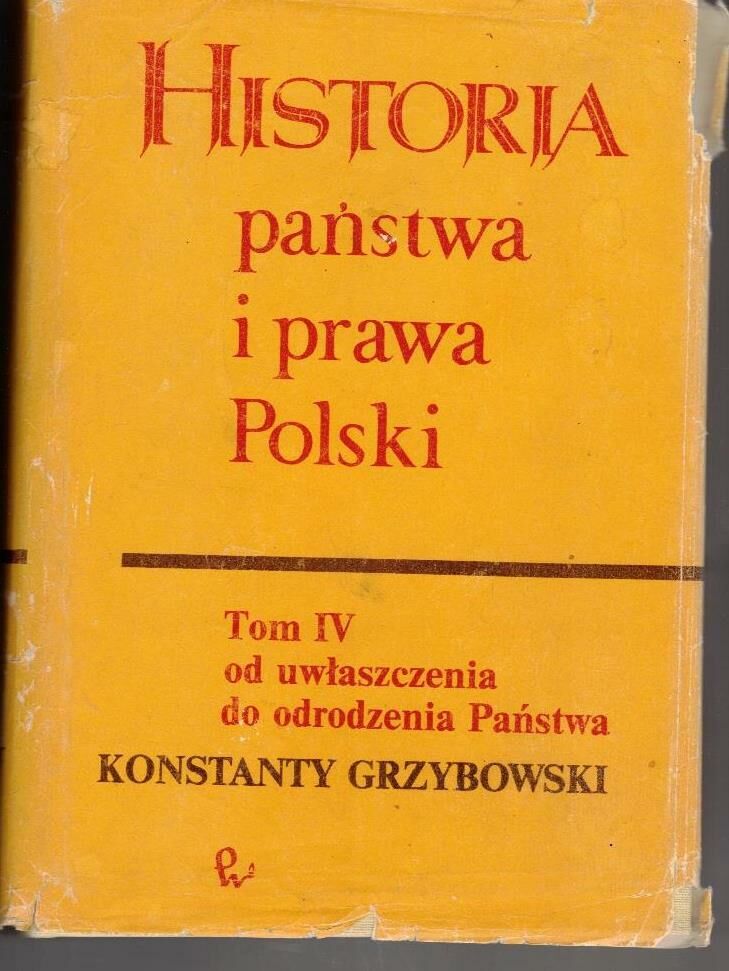 HISTORIA
państwa
i prawa
Polski
Tom IV
od uwłaszczenia
do odrodzenia Państwa
KONSTANTY GRZYBOWSKI